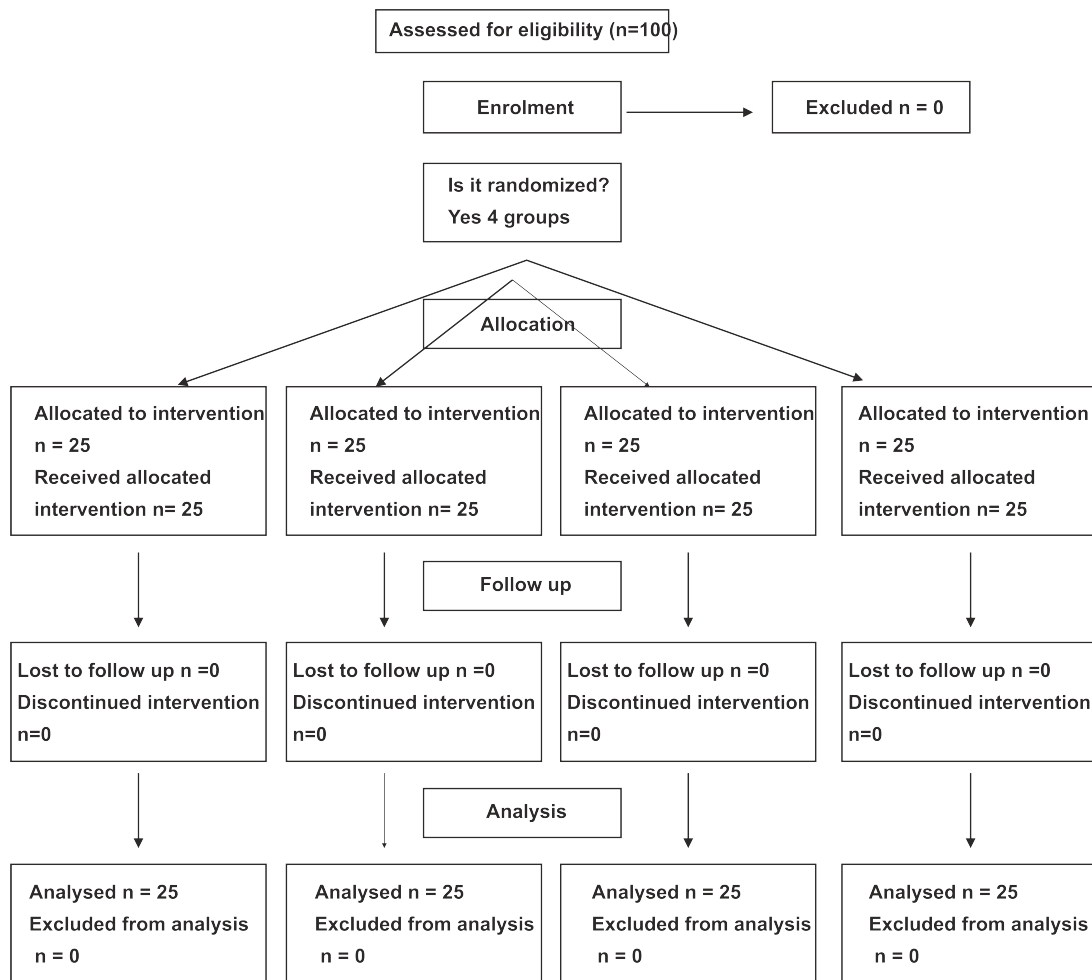 Assessed for eligibility (n=100)
Enrolment
Excluded n = 0
Is it randomized?
Yes 4 groups
Allocation
Allocated to intervention
n = 25
Received allocated
intervention n= 25
Allocated to intervention
n = 25
Received allocated
intervention n= 25
Allocated to intervention
n = 25
Received allocated
intervention n= 25
Allocated to intervention
n = 25
Received allocated
intervention n= 25
Follow up
Lost to follow up n =0
Discontinued intervention
n=0
Lost to follow up n =0
Discontinued intervention
n=0
Lost to follow up n =0
Discontinued intervention
n=0
Lost to follow up n =0
Discontinued intervention
n=0
Analysis
Analysed n = 25
Excluded from analysis
n = 0
Analysed n = 25
Excluded from analysis
n = 0
Analysed n = 25
Excluded from analysis
n = 0
Analysed n = 25
Excluded from analysis
n = 0